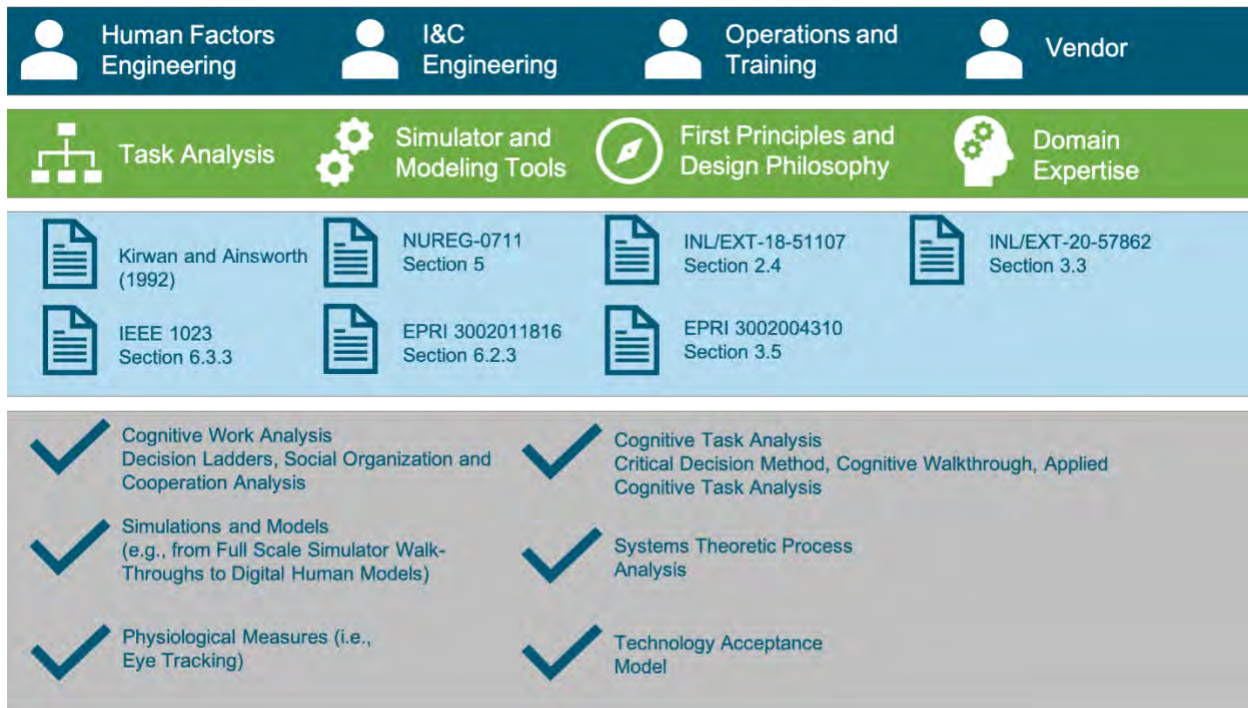 Human Factors
Engineering
I&C
Engineering
Operations and
Training
Vendor
Task Analysis
Simulator and
Modeling Tools
First Principles and
Design Philosophy
Domain
Expertise
Kirwan and Ainsworth
(1992)
NUREG-0711
Section 5
INL/EXT-18-51107
Section 2.4
INL/EXT-20-57862
Section 3.3
IEEE 1023
Section 6.3.3
EPRI 3002011816
Section 6.2.3
EPRI 3002004310
Section 3.5
Cognitive Work Analysis
Decision Ladders, Social Organization and
Cooperation Analysis
Cognitive Task Analysis
Critical Decision Method, Cognitive Walkthrough, Applied
Cognitive Task Analysis
Simulations and Models
(e.g., from Full Scale Simulator Walk-
Throughs to Digital Human Models)
Systems Theoretic Process
Analysis
Physiological Measures (i.e.,
Eye Tracking)
Technology Acceptance
Model